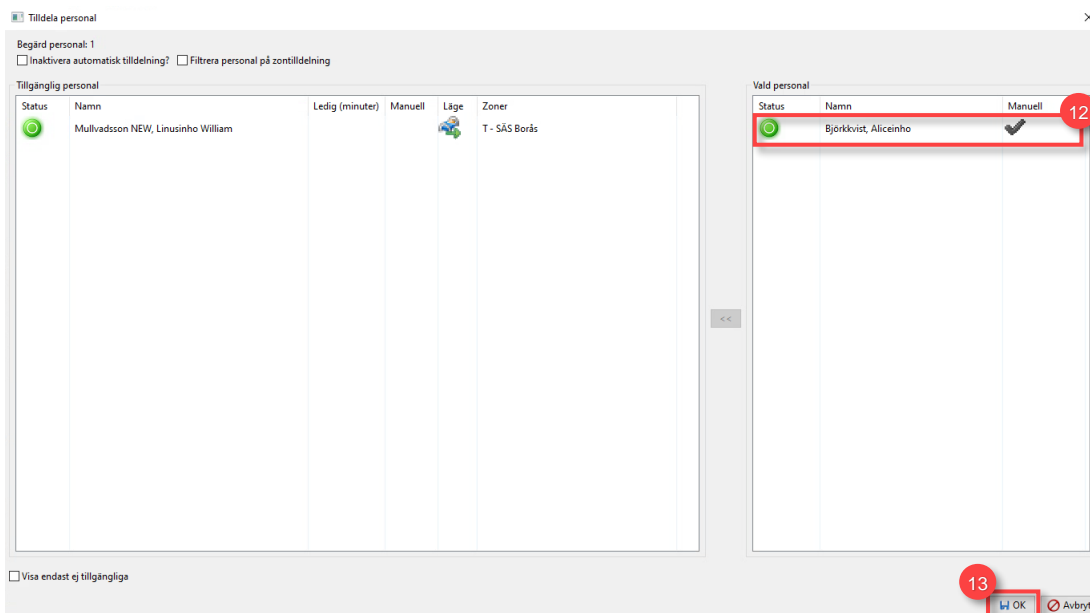 Tilldela personal
Begärd personal: 1
Inaktivera automatisk tilldelning? Filtrera personal på zontilldelning
Tillgänglig personal
Status Namn Ledig (minuter) Manuell Läge Zoner
Mullvadsson NEW, Linusinho William T - SÄS Borås
<<
Vald personal
Status Namn Manuell
12
Björkkvist, Aliceinho
Visa endast ej tillgängliga
13
OK Avbryt